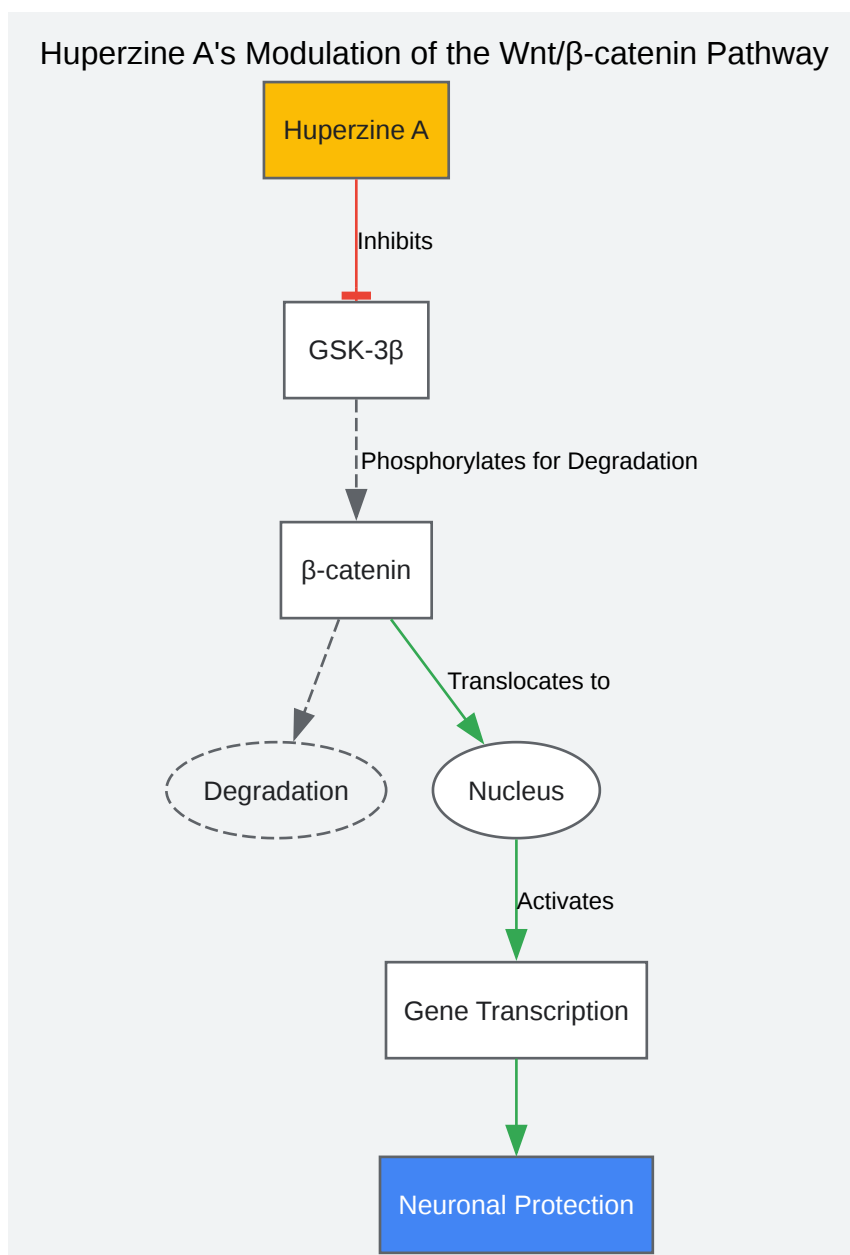 Huperzine A's Modulation of the Wnt/β-catenin Pathway
Huperzine A
Inhibits
GSK-3β
Phosphorylates for Degradation
β-catenin
Translocates to
Degradation
Nucleus
Activates
Gene Transcription
Neuronal Protection